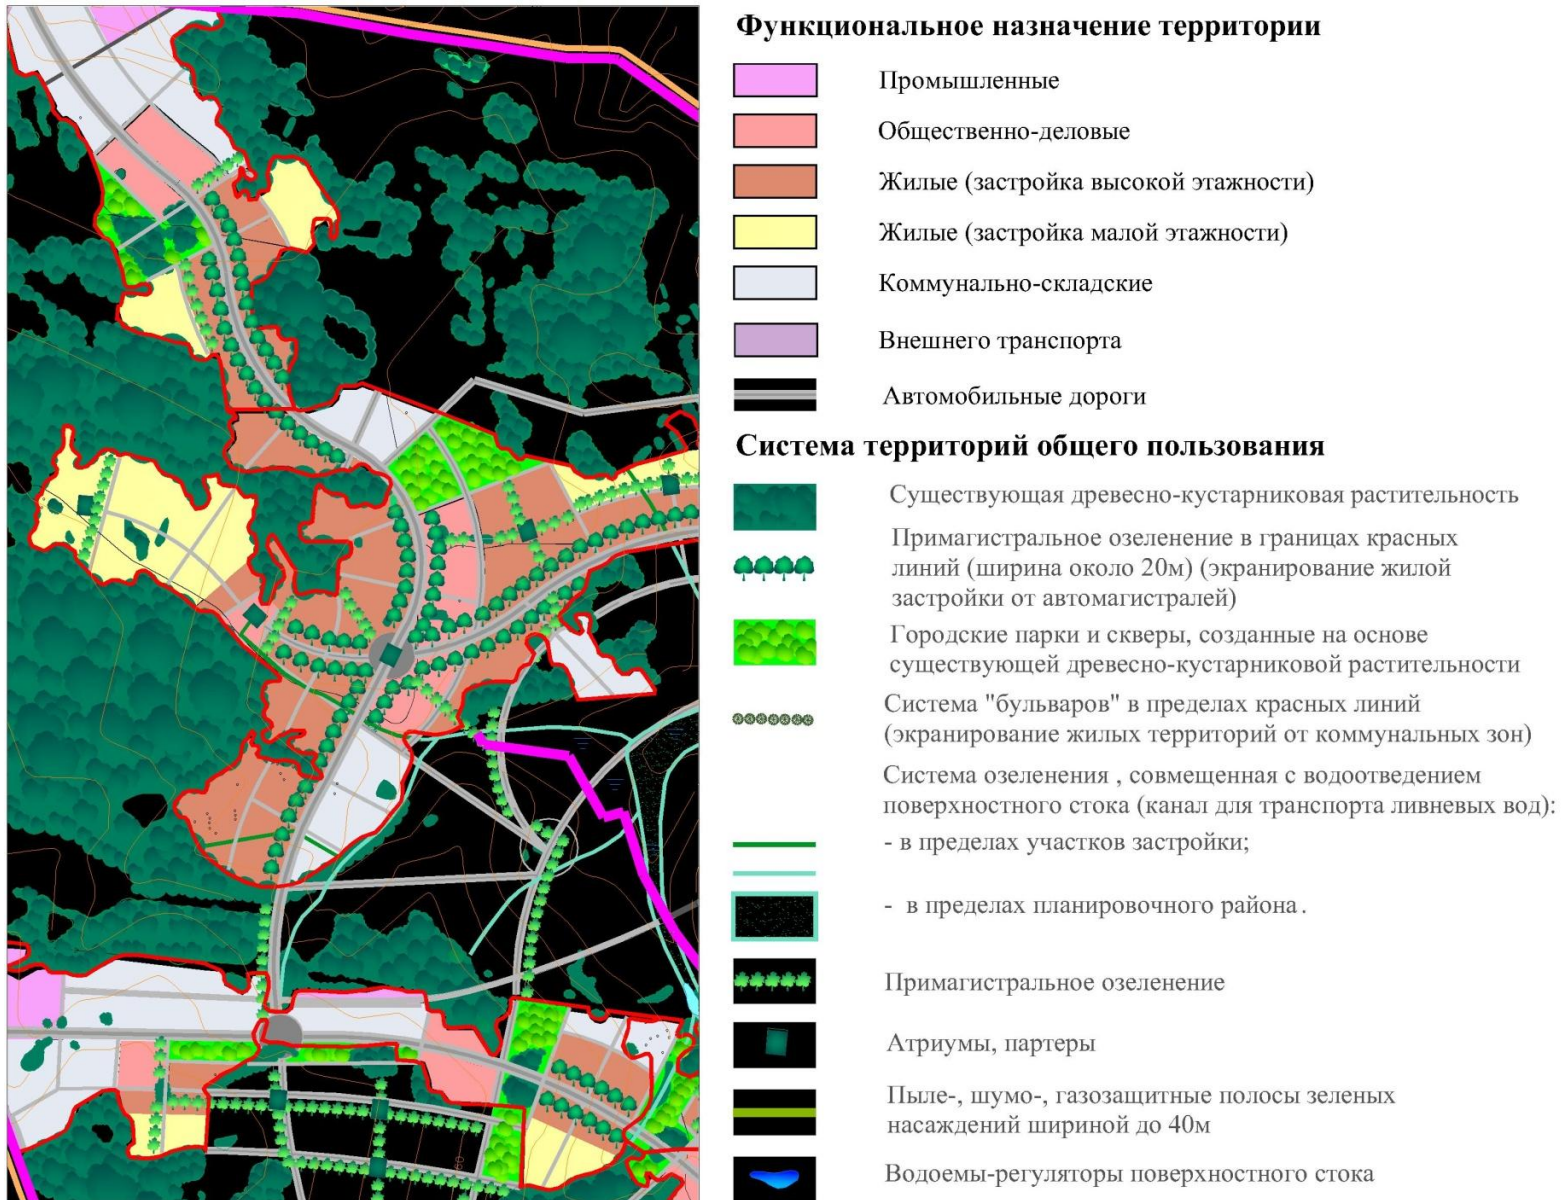 Функциональное назначение территории
Промышленные
Общественно-деловые
Жилые (застройка высокой этажности)
Жилые (застройка малой этажности)
Коммунально-складские
Внешнего транспорта
Автомобильные дороги
Система территорий общего пользования
Существующая древесно-кустарниковая растительность
Примагистральное озеленение в границах красных
линий (ширина около 20м) (экранирование жилой
застройки от автомагистралей)
Городские парки и скверы, созданные на основе
существующей древесно-кустарниковой растительности
Система "бульваров" в пределах красных линий
(экранирование жилых территорий от коммунальных зон)
Система озеленения , совмещенная с водоотведением
поверхностного стока (канал для транспорта ливневых вод):
- в пределах участков застройки;
- в пределах планировочного района.
Примагистральное озеленение
Атриумы, партеры
Пыле-, шумо-, газозащитные полосы зеленых
насаждений шириной до 40м
Водоемы-регуляторы поверхностного стока